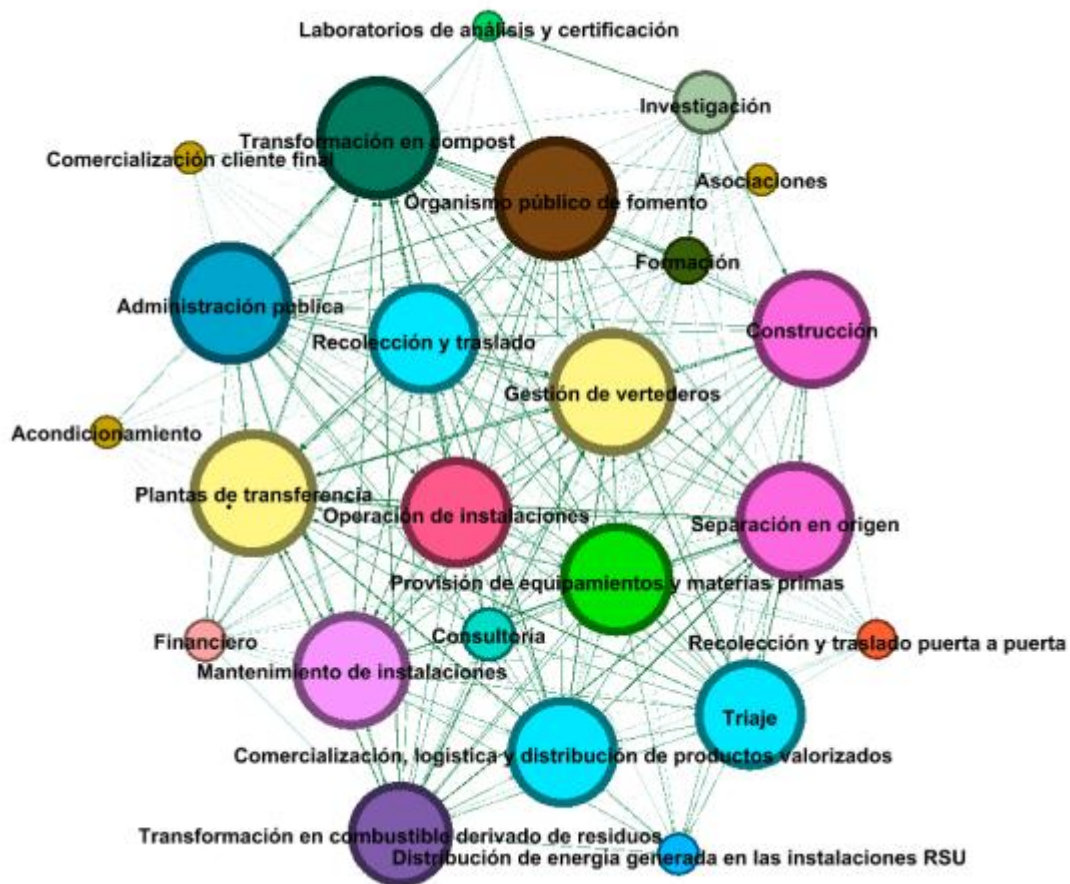 Laboratorios de análisis y certificación
Investigación
Transformación en compost
Comercialización cliente final
Asociaciones
Organismo público de fomento
Formación
Administración pública
Construcción
Recolección y traslado
Gestión de vertederos
Acondicionamiento
Plantas de transferencia
Operación de instalaciones
Separación en origen
Provisión de equipamientos y materias primas
Financiero
Consultoría
Recolección y traslado puerta a puerta
Mantenimiento de instalaciones
Triaje
Comercialización, logística y distribución de productos valorizados
Transformación en combustible derivado de residuos
Distribución de energía generada en las instalaciones RSU